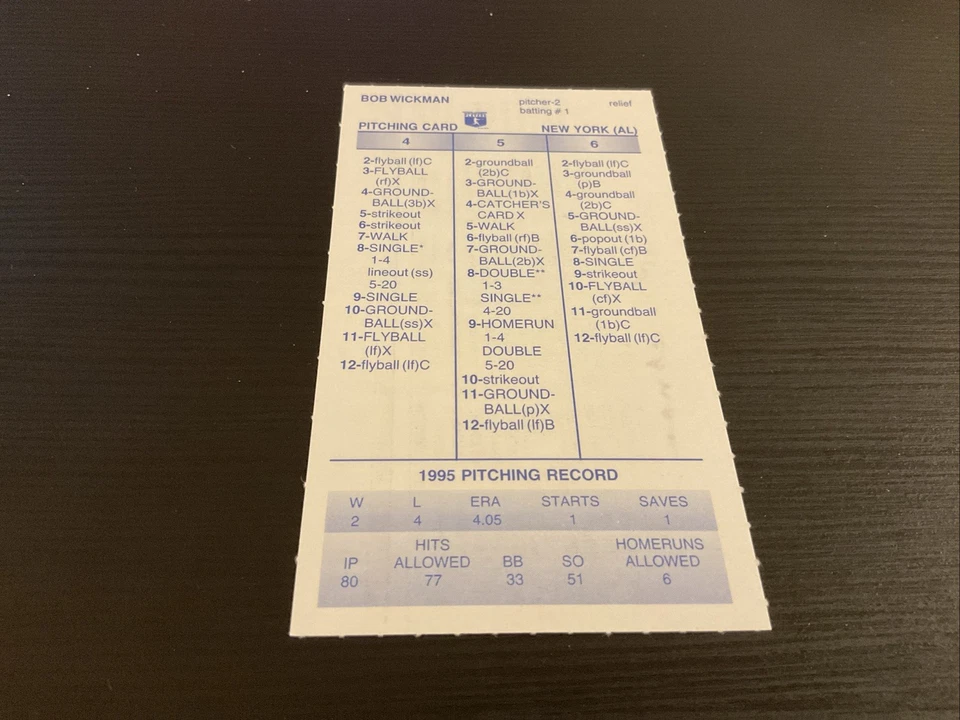 BOB WICKMAN pitcher-2 relief
batting # 1
PITCHING CARD NEW YORK (AL)
4 5 6
2-flyball (lf)C
3-FLYBALL
(rf)X
4-GROUND-
BALL(3b)X
5-strikeout
6-strikeout
7-WALK
8-SINGLE*
1-4
lineout (ss)
5-20
9-SINGLE
10-GROUND-
BALL(ss)X
11-FLYBALL
(lf)X
12-flyball (lf)C
2-groundball
(2b)C
3-GROUND-
BALL(1b)X
4-CATCHER'S
CARD X
5-WALK
6-flyball (rf)B
7-GROUND-
BALL(2b)X
8-DOUBLE**
1-3
SINGLE**
4-20
9-HOMERUN
1-4
DOUBLE
5-20
10-strikeout
11-GROUND-
BALL(p)X
12-flyball (lf)B
2-flyball (lf)C
3-groundball
(p)B
4-groundball
(2b)C
5-GROUND-
BALL(ss)X
6-popout (1b)
7-flyball (cf)B
8-SINGLE
9-strikeout
10-FLYBALL
(cf)X
11-groundball
(1b)C
12-flyball (lf)C
1995 PITCHING RECORD
W L ERA STARTS SAVES
2 4 4.05 1 1
HITS HOMERUNS
IP ALLOWED BB SO ALLOWED
80 77 33 51 6